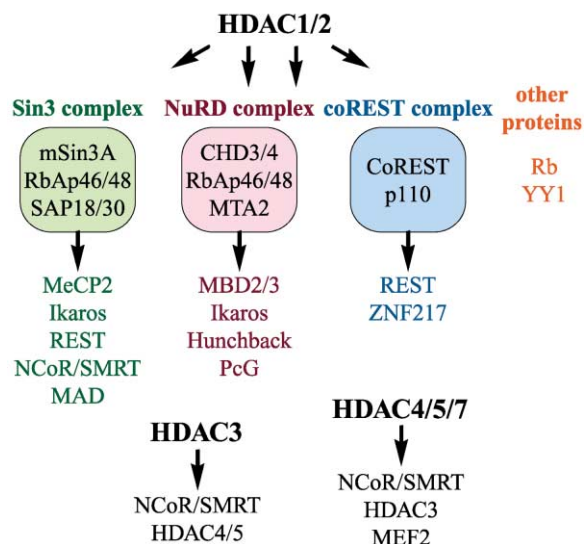 HDAC1/2
Sin3 complex
NuRD complex
coREST complex
other
proteins
mSin3A
RbAp46/48
SAP18/30
CHD3/4
RbAp46/48
MTA2
CoREST
p110
Rb
YY1
MeCP2
Ikaros
REST
NCoR/SMRT
MAD
MBD2/3
Ikaros
Hunchback
PcG
REST
ZNF217
HDAC3
NCoR/SMRT
HDAC4/5
HDAC4/5/7
NCoR/SMRT
HDAC3
MEF2